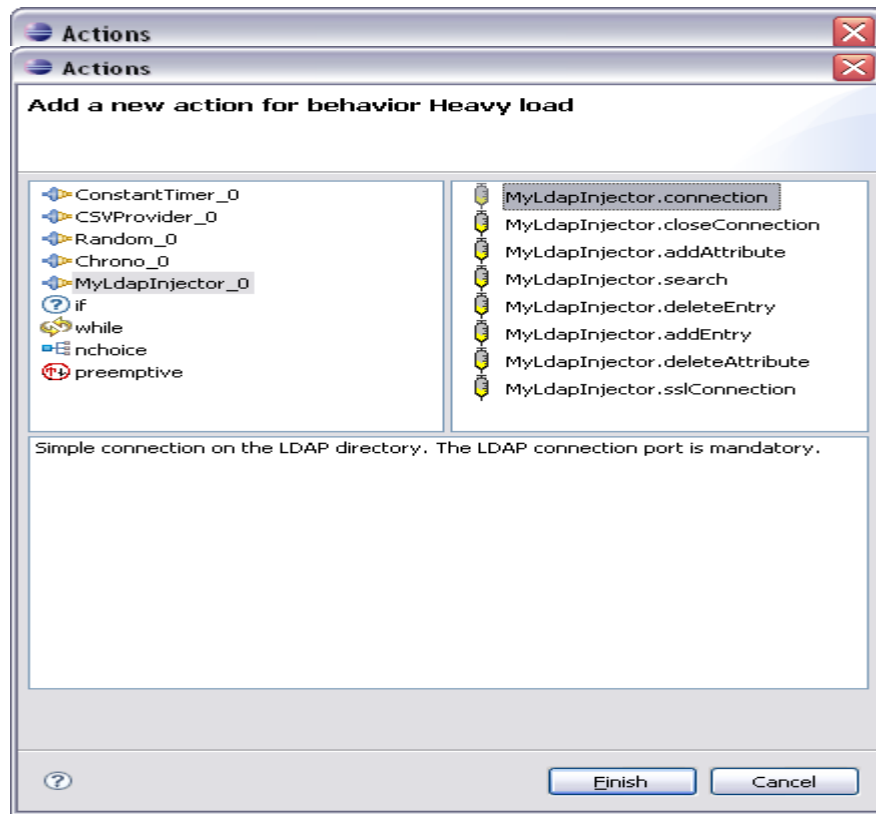 Actions
Actions
Add a new action for behavior Heavy load
ConstantTimer_0
CSVProvider_0
Random_0
Chrono_0
MyLdapInjector_0
if
while
nchoice
preemptive
MyLdapInjector.connection
MyLdapInjector.closeConnection
MyLdapInjector.addAttribute
MyLdapInjector.search
MyLdapInjector.deleteEntry
MyLdapInjector.addEntry
MyLdapInjector.deleteAttribute
MyLdapInjector.sslConnection
Simple connection on the LDAP directory. The LDAP connection port is mandatory.
Finish
Cancel